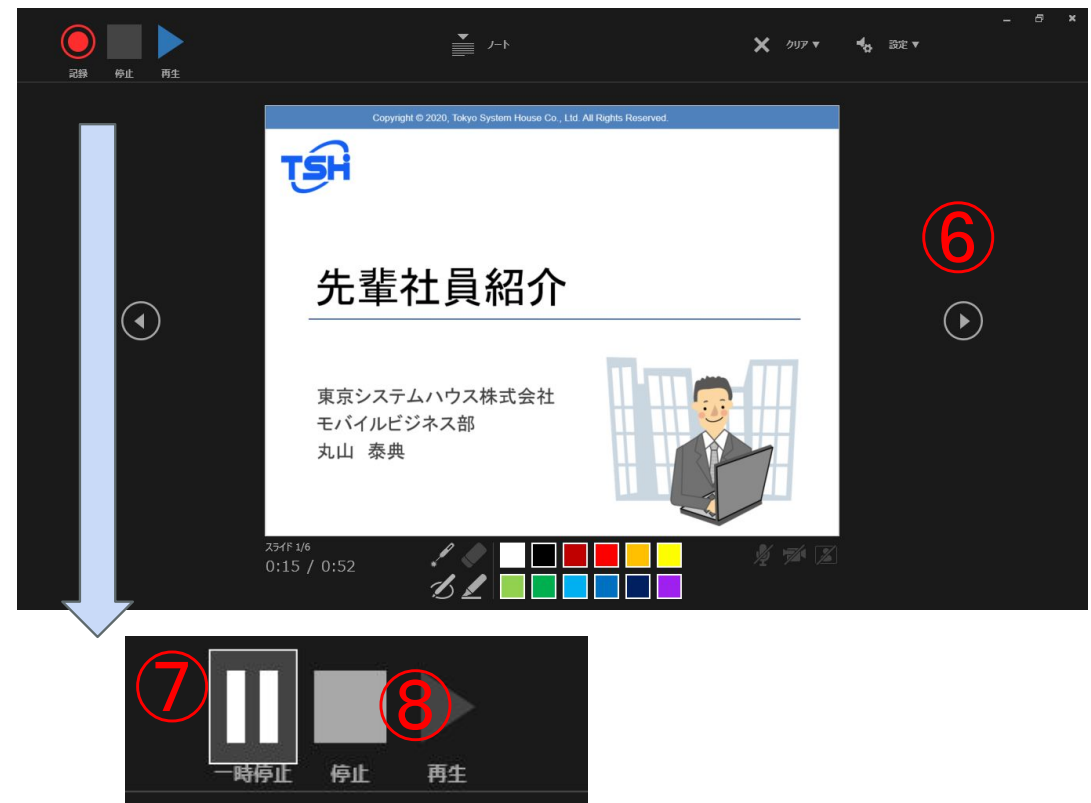 記録 停止 再生
ノート
クリア ▼ 設定 ▼
Copyright © 2020, Tokyo System House Co., Ltd. All Rights Reserved.
TSH
⑥
先輩社員紹介
東京システムハウス株式会社
モバイルビジネス部
丸山 泰典
スライド 1/6
0:15 / 0:52
⑦ ⑧
一時停止 停止 再生